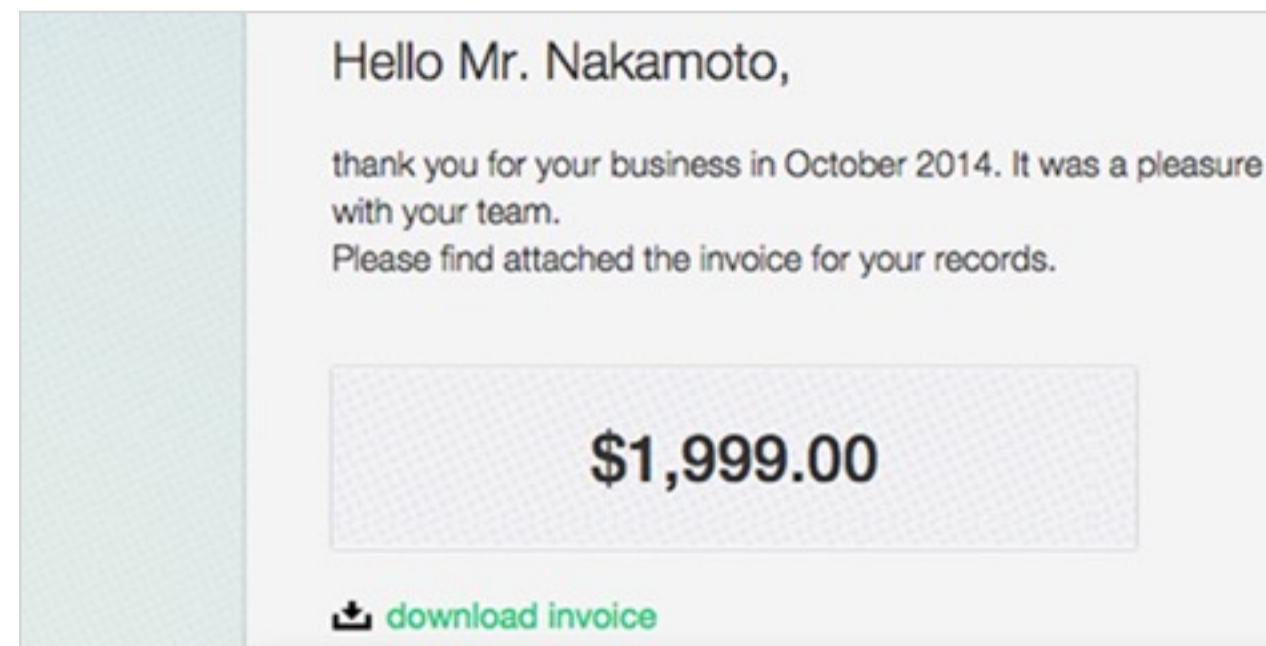 Hello Mr. Nakamoto,
thank you for your business in October 2014. It was a pleasure
with your team.
Please find attached the invoice for your records.
$1,999.00
download invoice